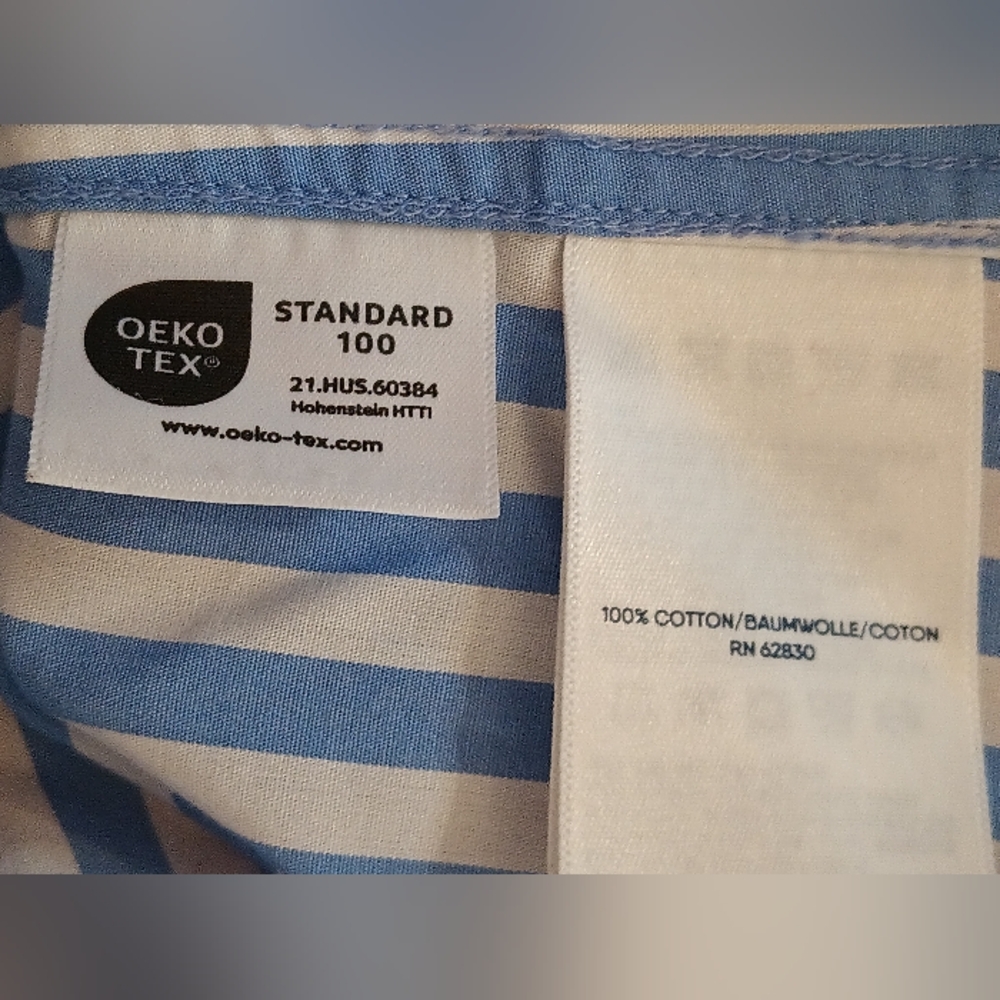 OEKO
TEX®
STANDARD
100
21.HUS.60384
Hohenstein HTTI
www.oeko-tex.com
100% COTTON/BAUMWOLLE/COTON
RN 62830